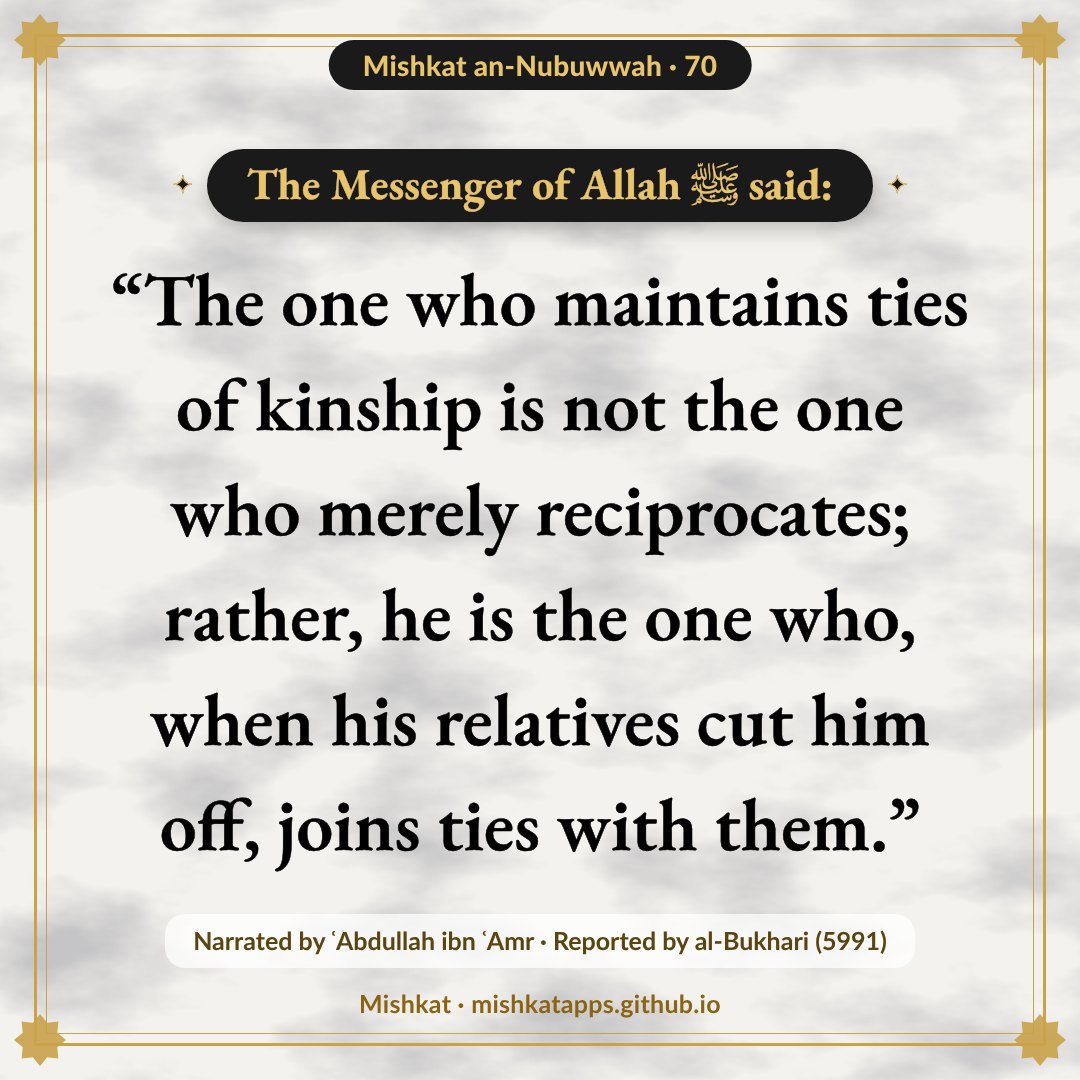 Mishkat an-Nubuwwah · 70
The Messenger of Allah ﷺ said:
“The one who maintains ties
of kinship is not the one
who merely reciprocates;
rather, he is the one who,
when his relatives cut him
off, joins ties with them.”
Narrated by ʿAbdullah ibn ʿAmr · Reported by al-Bukhari (5991)
Mishkat · mishkatapps.github.io